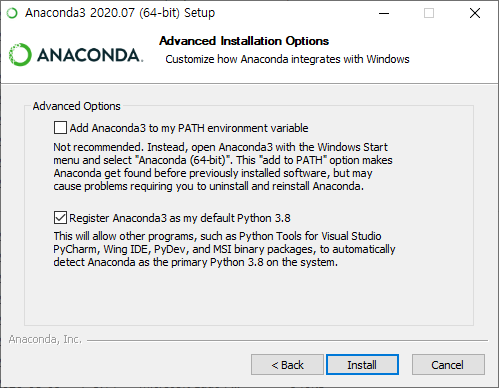 Anaconda3 2020.07 (64-bit) Setup
Advanced Installation Options
Customize how Anaconda integrates with Windows
ANACONDA.
Advanced Options
Add Anaconda3 to my PATH environment variable
Not recommended. Instead, open Anaconda3 with the Windows Start
menu and select "Anaconda (64-bit)". This "add to PATH" option makes
Anaconda get found before previously installed software, but may
cause problems requiring you to uninstall and reinstall Anaconda.
Register Anaconda3 as my default Python 3.8
This will allow other programs, such as Python Tools for Visual Studio
PyCharm, Wing IDE, PyDev, and MSI binary packages, to automatically
detect Anaconda as the primary Python 3.8 on the system.
Anaconda, Inc.
< Back
Install
Cancel